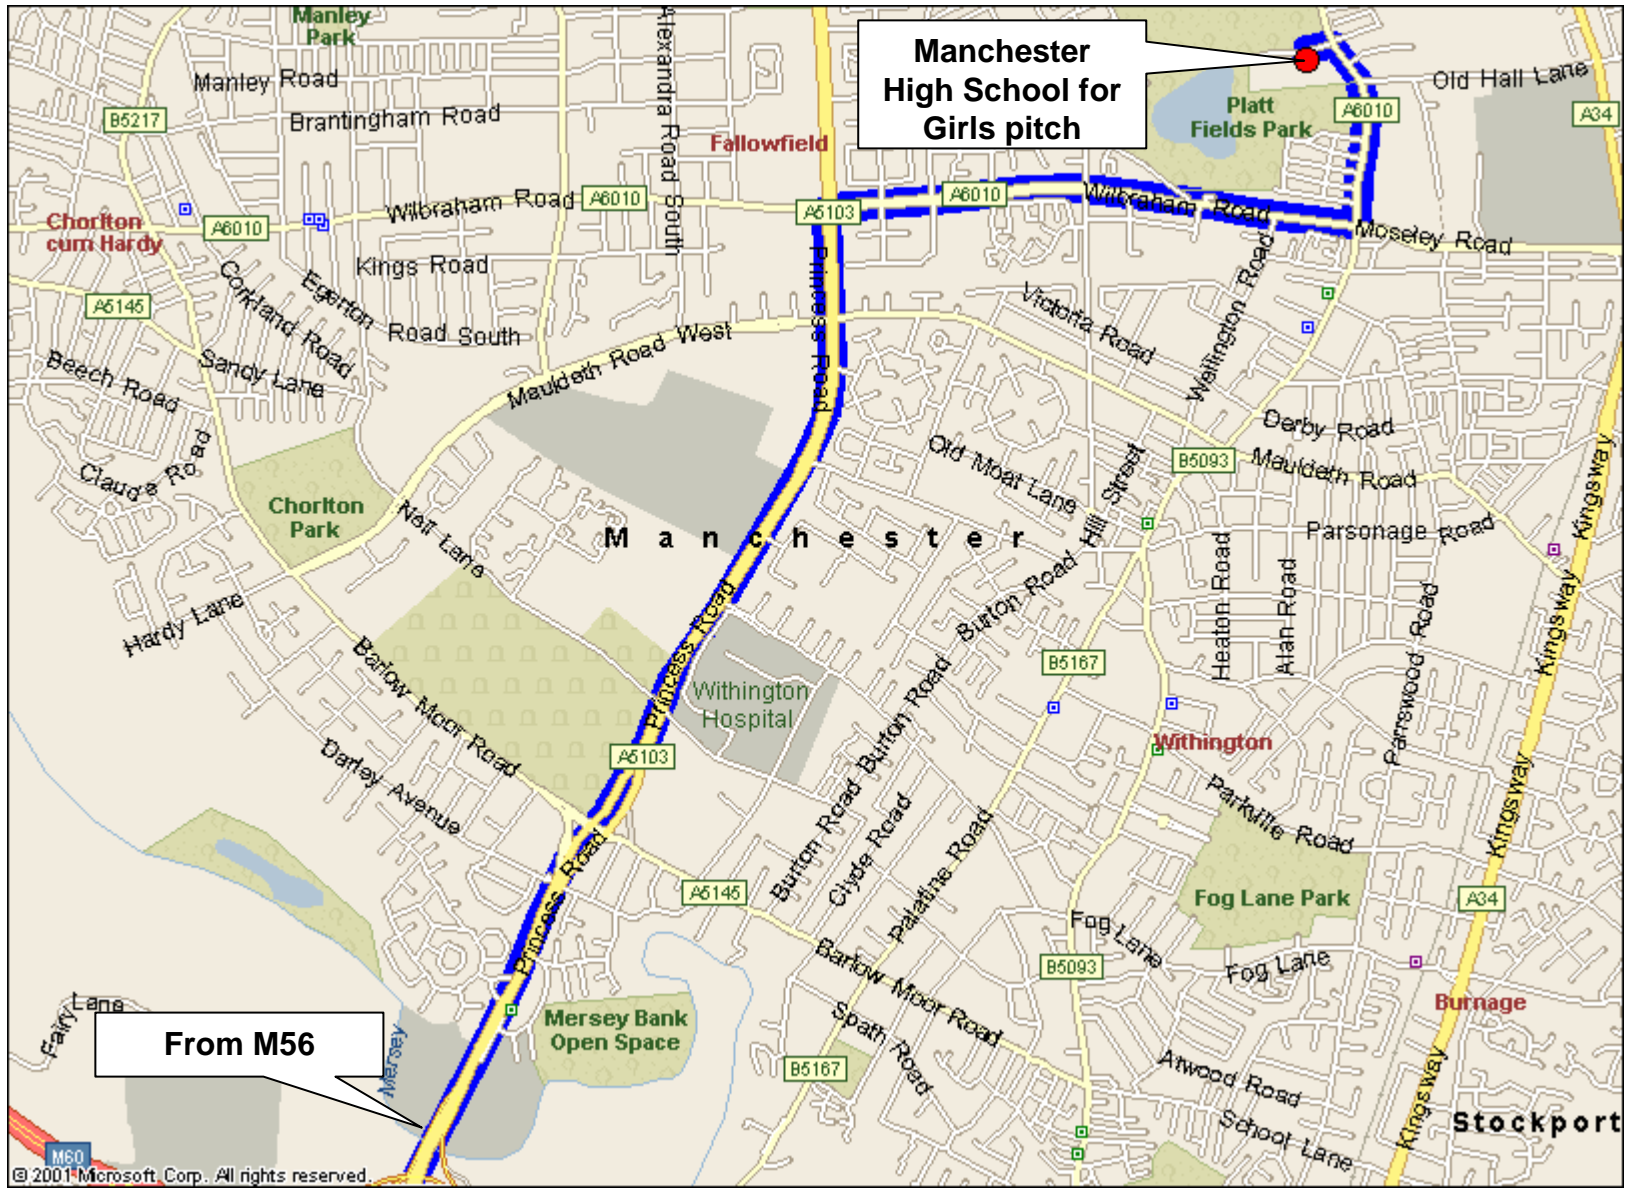 Manley
Park
Alexandra Road South
Manchester
High School for
Girls pitch
Old Hall Lane
Manley Road
B5217
Brantingham Road
Platt
Fields Park
A6010
A34
Fallowfield
Chorlton
cum Hardy
A6010
Wilbraham Road
A6010
A5103
A6010
Wilbraham Road
Moseley Road
Kings Road
Corkland Road
Egerton
Road South
A5145
Princess Road
Princess Road
Victoria Road
Wellington Road
Mauldeth Road West
Beech Road
Sandy Lane
Derby Road
B5093
Mauldeth Road
Kingsway
Claude Road
Old Moat Lane
Chorlton
Park
Nell Lane
Manchester
Hill Street
Parsonage Road
Heaton Road
Alan Road
Kingsway
Hardy Lane
Princess Road
Burton Road
Parswood Road
Barlow Moor Road
Princess Road
Withington
Hospital
B5167
Burton Road
Withington
Darley Avenue
A5103
Burton Road
Clyde Road
Palatine Road
Parkville Road
Kingsway
Princess Road
A5145
Fog Lane Park
A34
Princess Road
Barlow Moor Road
Fog Lane
Fog Lane
B5093
Burnage
Fairy Lane
From M56
Mersey
Mersey Bank
Open Space
Spath Road
B5167
Atwood Road
School Lane
Kingsway
Stockport
M60
© 2001 Microsoft Corp. All rights reserved.